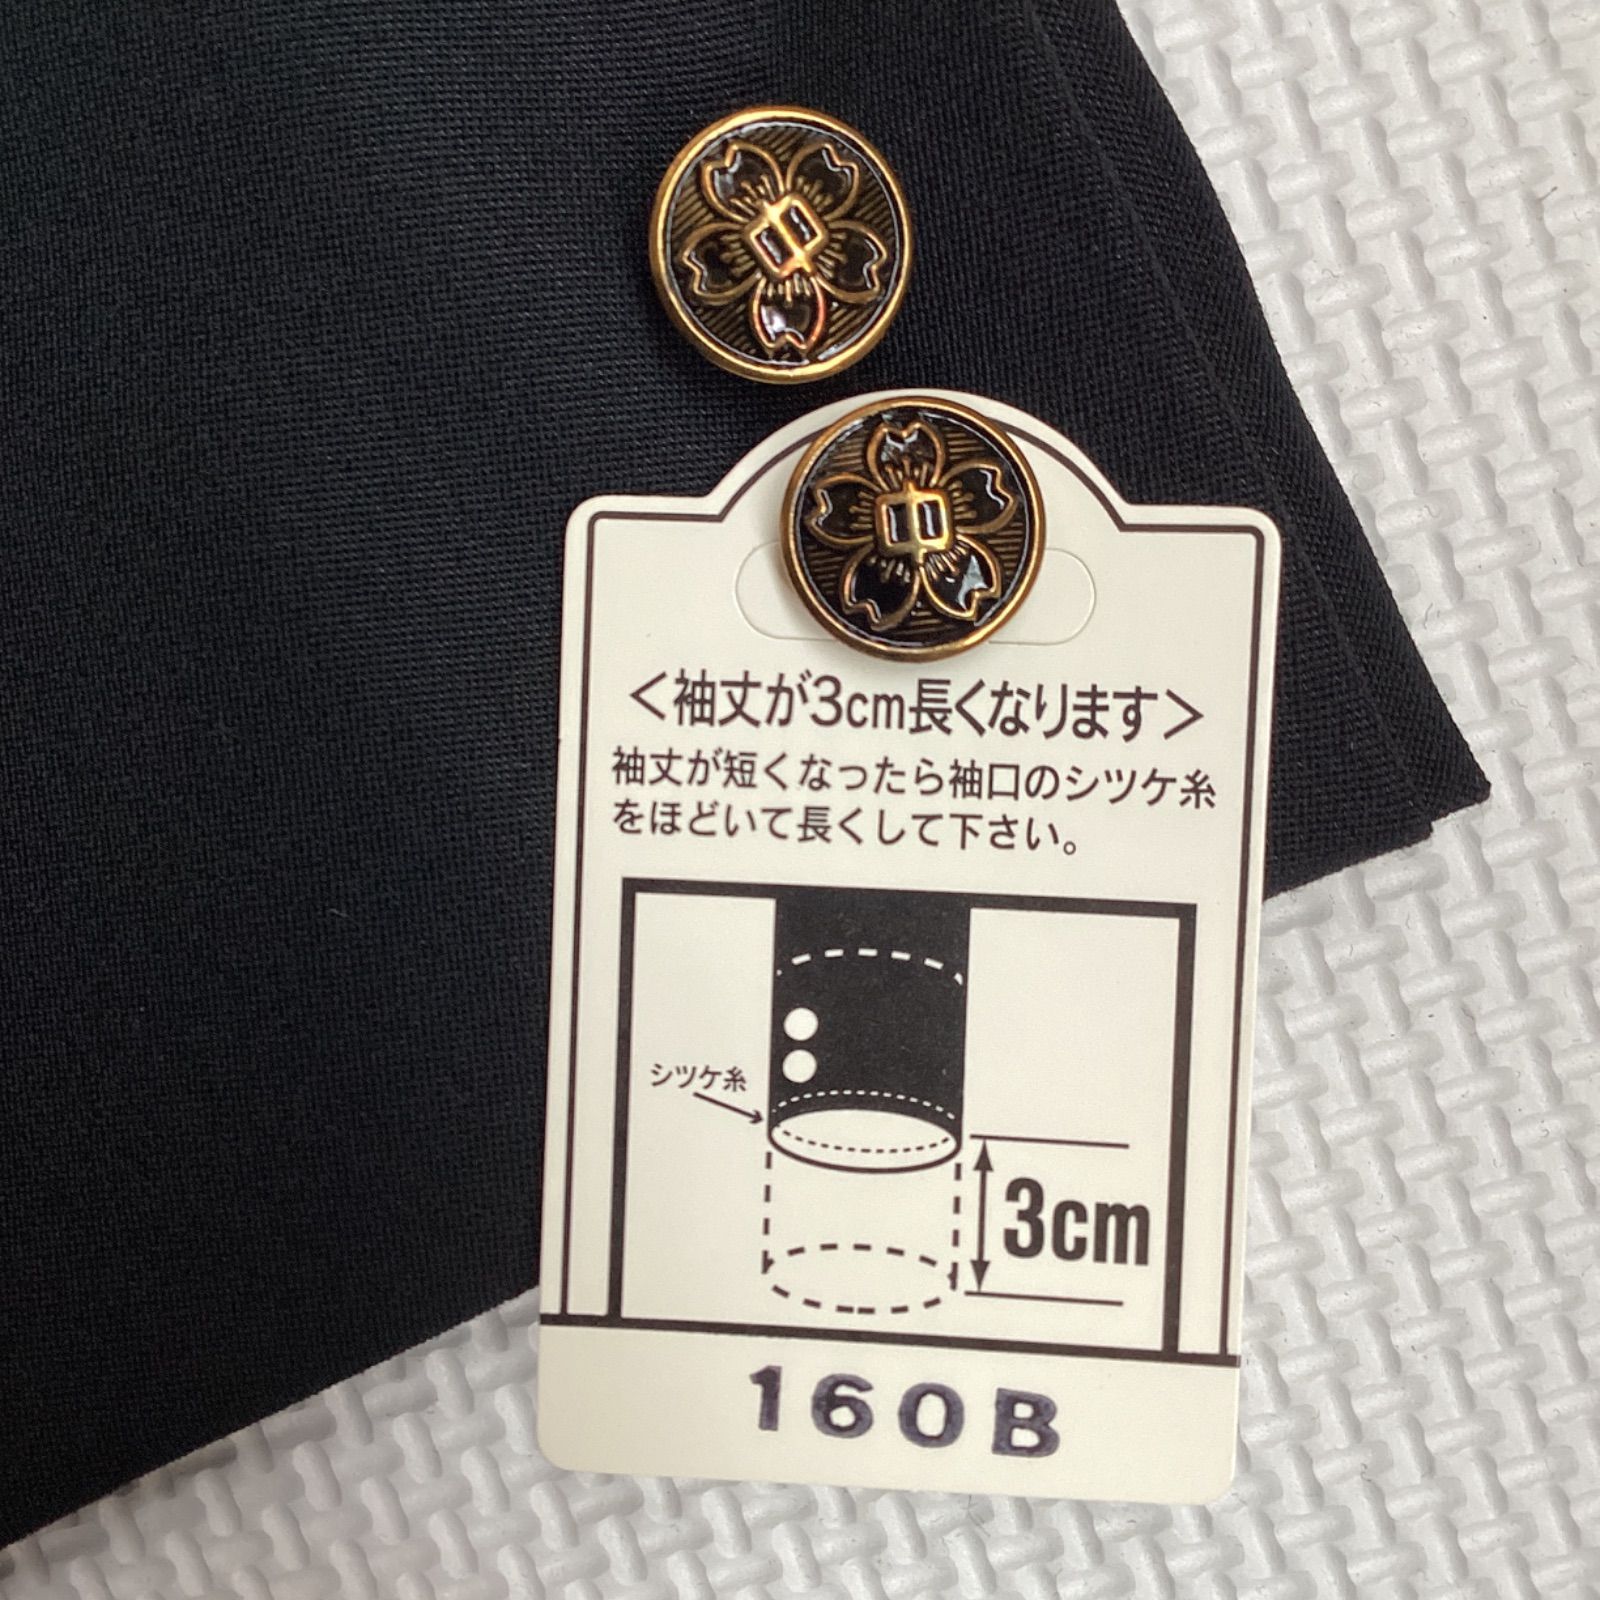 中
中
＜袖丈が3cm長くなります＞
袖丈が短くなったら袖口のシツケ糸
をほどいて長くして下さい。
シツケ糸
3cm
160B